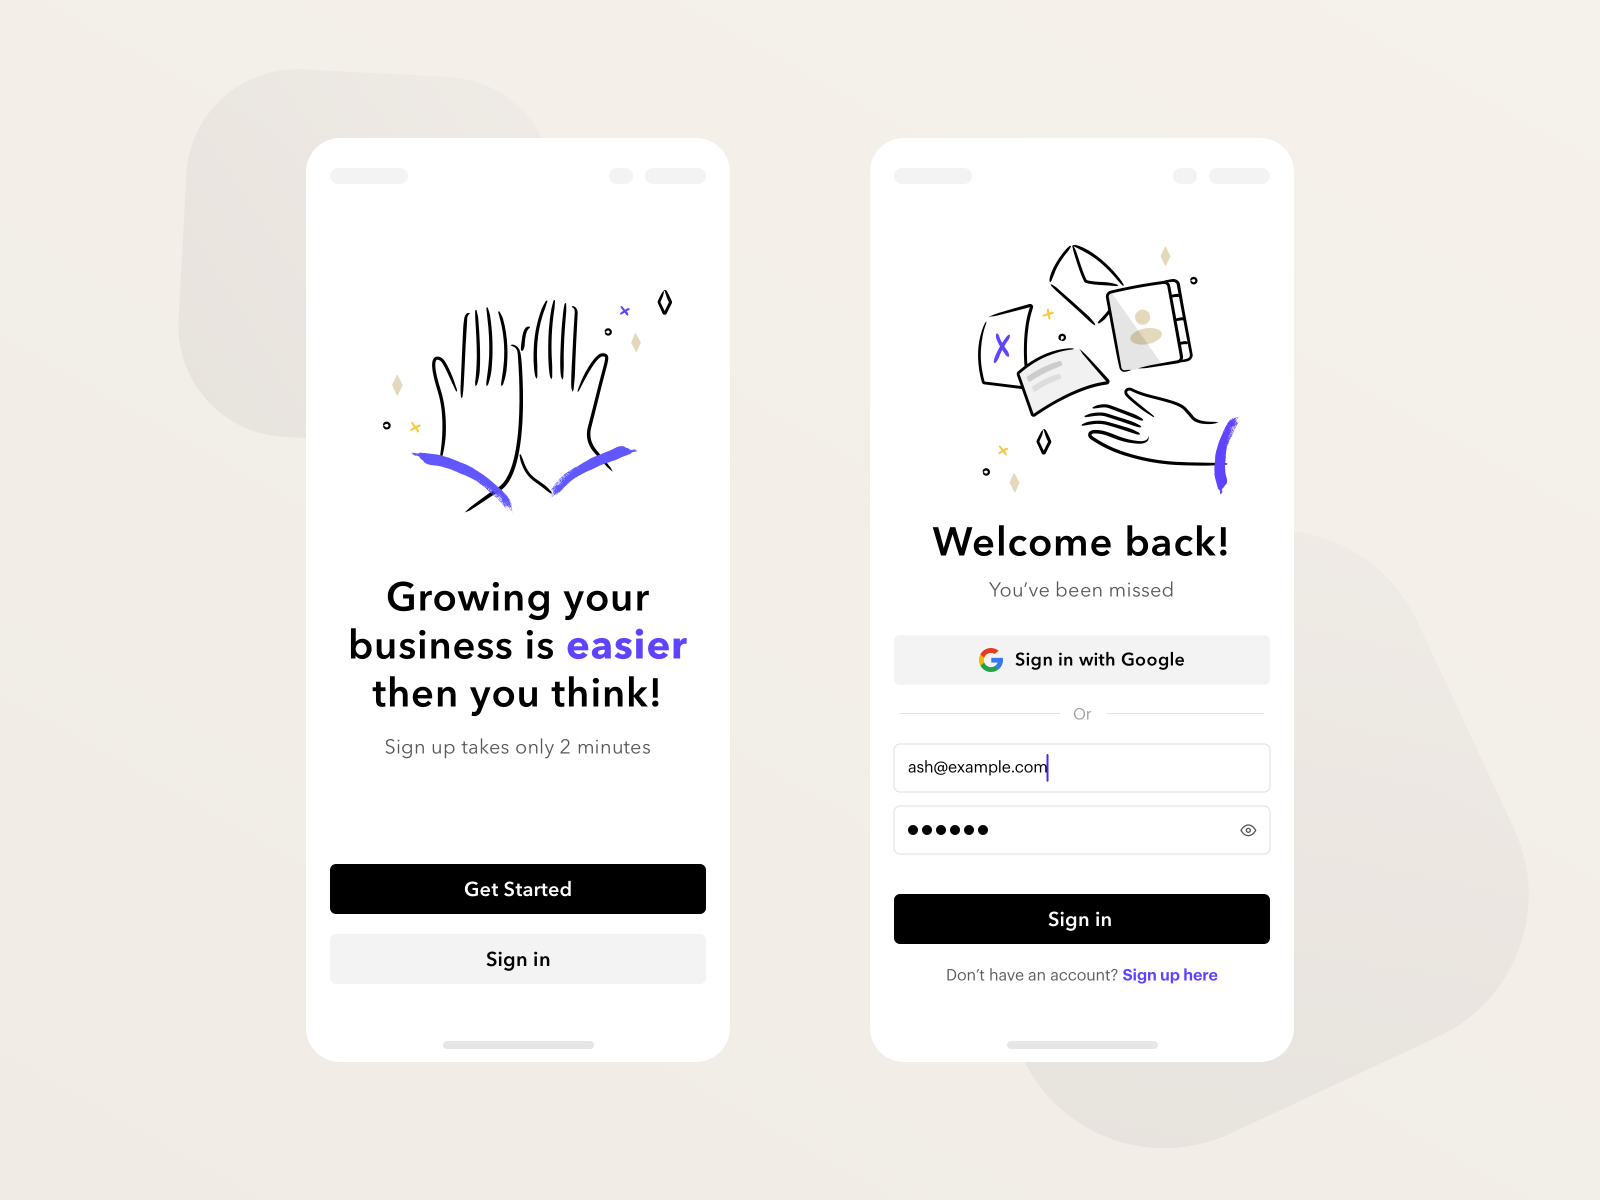 Growing your
business is easier
then you think!
Sign up takes only 2 minutes
Get Started
Sign in
Welcome back!
You’ve been missed
Sign in with Google
Or
ash@example.com
Sign in
Don’t have an account? Sign up here